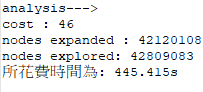 analysis--->
cost : 46
nodes expanded : 42120108
nodes explored: 42809083
所花費時間為: 445.415s